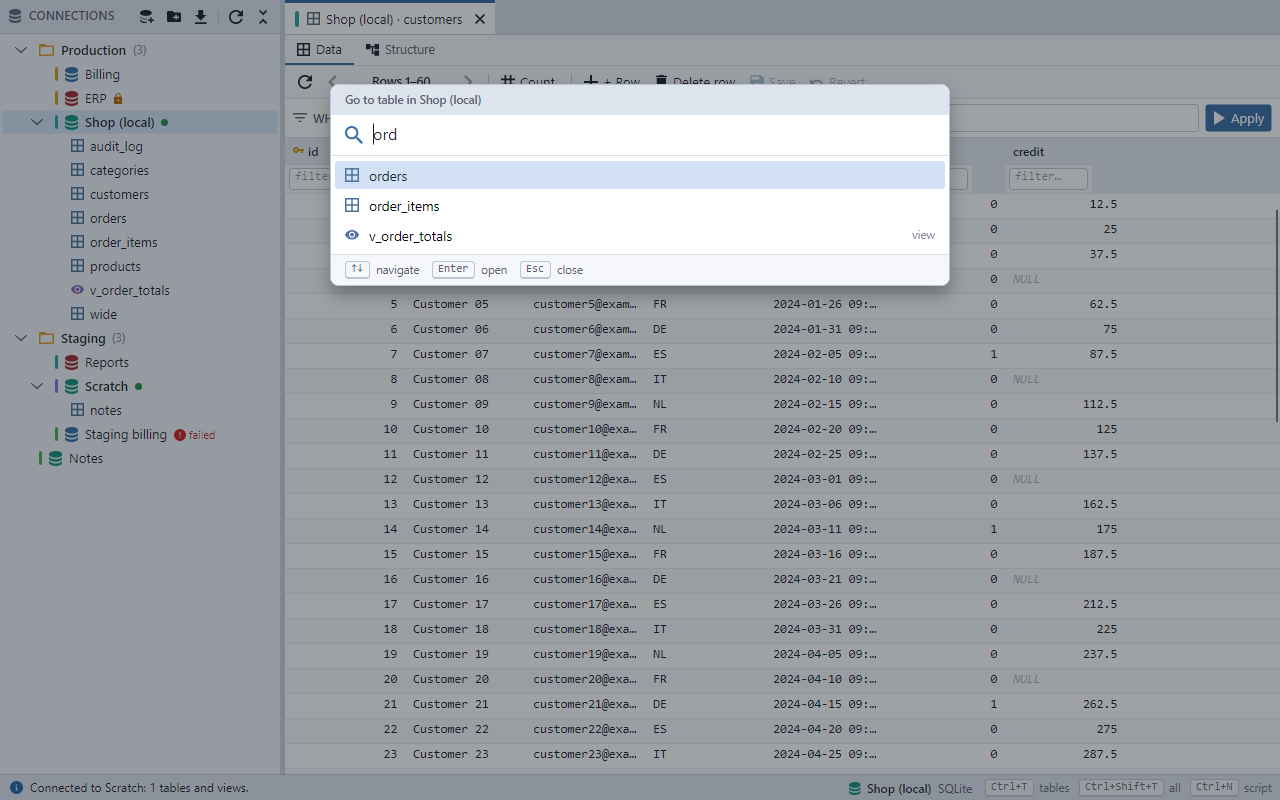 CONNECTIONS
Production (3)
Billing
ERP
Shop (local)
audit_log
categories
customers
orders
order_items
products
v_order_totals
wide
Staging (3)
Reports
Scratch
notes
Staging billing failed
Notes
Shop (local) · customers
Data Structure
Rows 1–60 Count + Row Delete row Save Revert
WH Apply
Go to table in Shop (local)
ord
orders
order_items
v_order_totals view
↑↓ navigate Enter open Esc close
id credit
filter… filter…
0 12.5
0 25
0 37.5
0 NULL
5 Customer 05 customer5@exam… FR 2024-01-26 09:… 0 62.5
6 Customer 06 customer6@exam… DE 2024-01-31 09:… 0 75
7 Customer 07 customer7@exam… ES 2024-02-05 09:… 1 87.5
8 Customer 08 customer8@exam… IT 2024-02-10 09:… 0 NULL
9 Customer 09 customer9@exam… NL 2024-02-15 09:… 0 112.5
10 Customer 10 customer10@exa… FR 2024-02-20 09:… 0 125
11 Customer 11 customer11@exa… DE 2024-02-25 09:… 0 137.5
12 Customer 12 customer12@exa… ES 2024-03-01 09:… 0 NULL
13 Customer 13 customer13@exa… IT 2024-03-06 09:… 0 162.5
14 Customer 14 customer14@exa… NL 2024-03-11 09:… 1 175
15 Customer 15 customer15@exa… FR 2024-03-16 09:… 0 187.5
16 Customer 16 customer16@exa… DE 2024-03-21 09:… 0 NULL
17 Customer 17 customer17@exa… ES 2024-03-26 09:… 0 212.5
18 Customer 18 customer18@exa… IT 2024-03-31 09:… 0 225
19 Customer 19 customer19@exa… NL 2024-04-05 09:… 0 237.5
20 Customer 20 customer20@exa… FR 2024-04-10 09:… 0 NULL
21 Customer 21 customer21@exa… DE 2024-04-15 09:… 1 262.5
22 Customer 22 customer22@exa… ES 2024-04-20 09:… 0 275
23 Customer 23 customer23@exa… IT 2024-04-25 09:… 0 287.5
Connected to Scratch: 1 tables and views. Shop (local) SQLite Ctrl+T tables Ctrl+Shift+T all Ctrl+N script